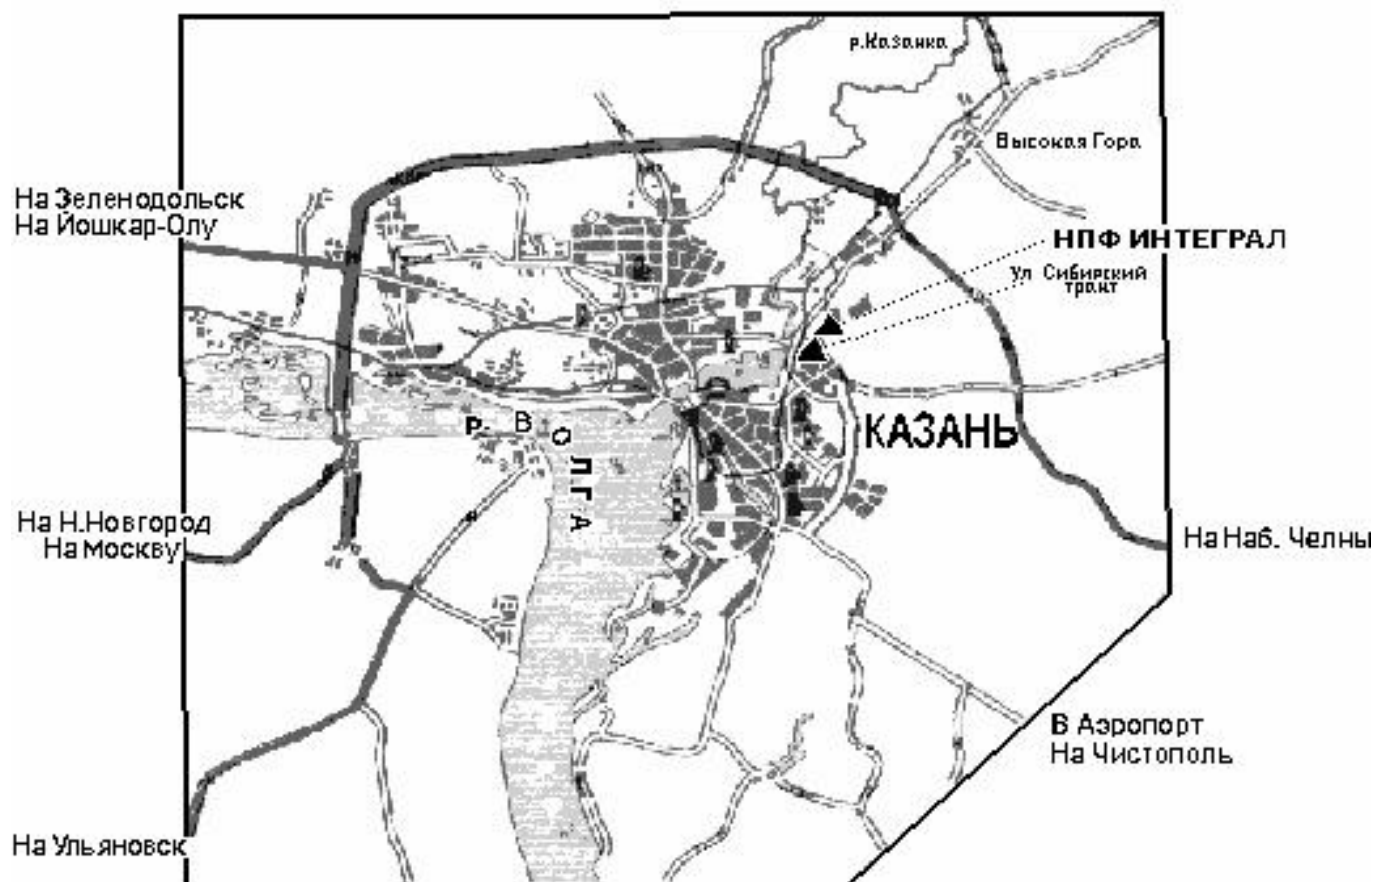 р.Казанка
Высокая Гора
На Зеленодольск
На Йошкар-Олу
НПФ ИНТЕГРАЛ
ул Сибирский
тракт
КАЗАНЬ
Р. ВОЛГА
На Н.Новгород
На Москву
На Наб. Челны
В Аэропорт
На Чистополь
На Ульяновск